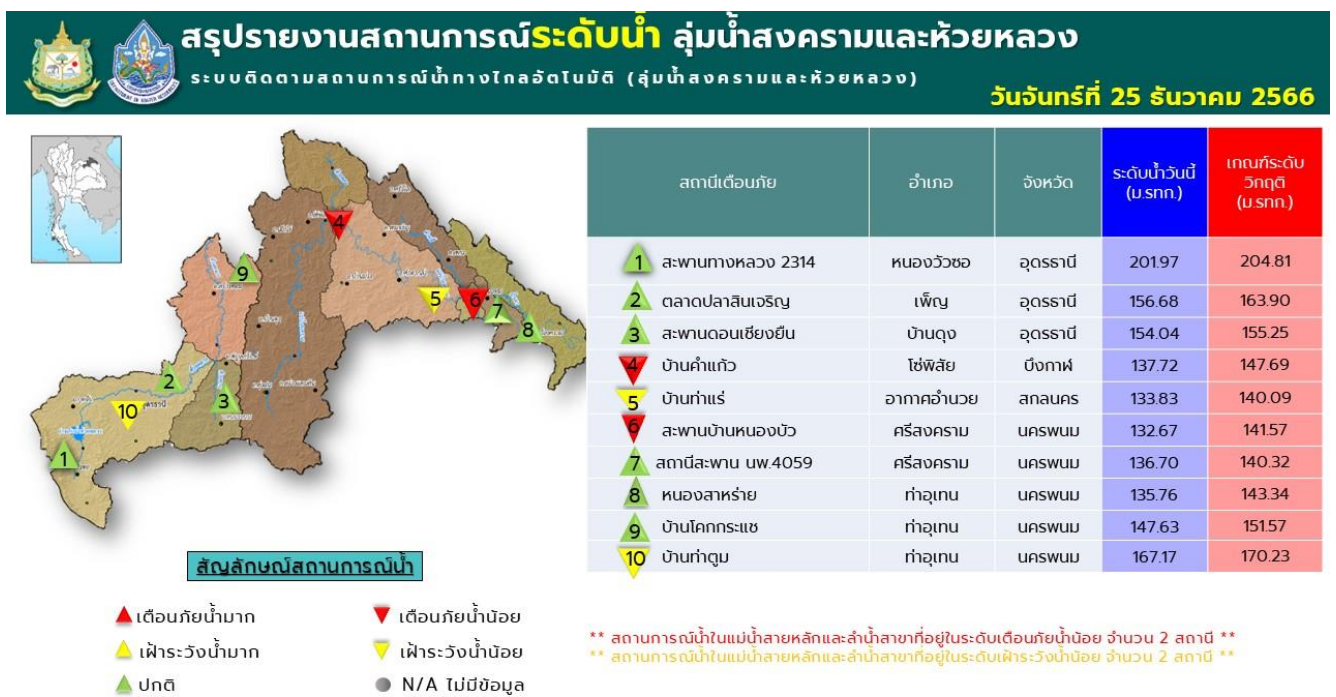 สรุปรายงานสถานการณ์ระดับน้ำ ลุ่มน้ำสงครามและห้วยหลวง
ระบบติดตามสถานการณ์น้ำทางไกลอัตโนมัติ (ลุ่มน้ำสงครามและห้วยหลวง)
วันจันทร์ที่ 25 ธันวาคม 2566
4
9
5
6
7
8
2
3
10
1
สถานีเตือนภัย อำเภอ จังหวัด ระดับน้ำวันนี้ (ม.รทก.) เกณฑ์ระดับวิกฤติ (ม.รทก.)
1 สะพานทางหลวง 2314 หนองวัวซอ อุดรธานี 201.97 204.81
2 ตลาดปลาสินเจริญ เพ็ญ อุดรธานี 156.68 163.90
3 สะพานดอนเซียงยืน บ้านดุง อุดรธานี 154.04 155.25
4 บ้านคำแก้ว โซ่พิสัย บึงกาฬ 137.72 147.69
5 บ้านท่าแร่ อากาศอำนวย สกลนคร 133.83 140.09
6 สะพานบ้านหนองบัว ศรีสงคราม นครพนม 132.67 141.57
7 สถานีสะพาน นพ.4059 ศรีสงคราม นครพนม 136.70 140.32
8 หนองสาหร่าย ท่าอุเทน นครพนม 135.76 143.34
9 บ้านโคกกระแซ ท่าอุเทน นครพนม 147.63 151.57
10 บ้านท่าตูม ท่าอุเทน นครพนม 167.17 170.23
สัญลักษณ์สถานการณ์น้ำ
เตือนภัยน้ำมาก
เตือนภัยน้ำน้อย
เฝ้าระวังน้ำมาก
เฝ้าระวังน้ำน้อย
ปกติ
N/A ไม่มีข้อมูล
** สถานการณ์น้ำในแม่น้ำสายหลักและลำน้ำสาขาที่อยู่ในระดับเตือนภัยน้ำน้อย จำนวน 2 สถานี **
** สถานการณ์น้ำในแม่น้ำสายหลักและลำน้ำสาขาที่อยู่ในระดับเฝ้าระวังน้ำน้อย จำนวน 2 สถานี **